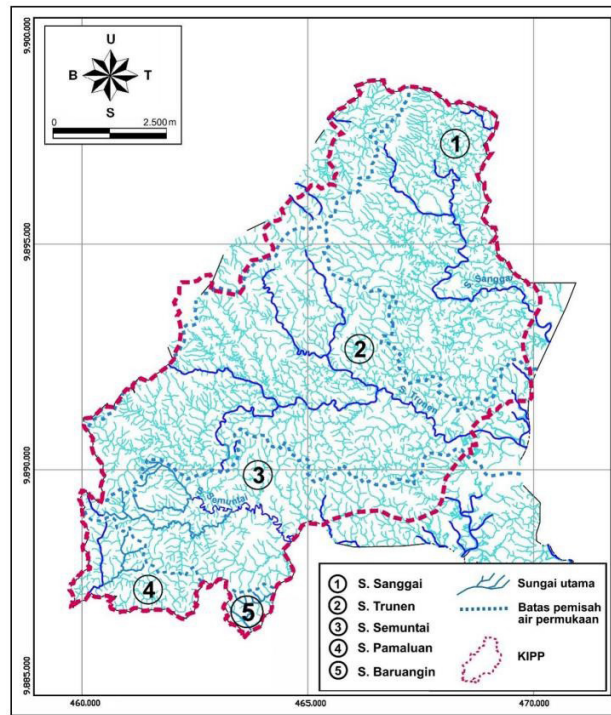 9.900.000
U
B
T
S
0
2.500 m
1
S. Sanggai
9.895.000
2
S. Trunen
9.890.000
3
S. Semuntai
4
5
1 S. Sanggai
2 S. Trunen
3 S. Semuntai
4 S. Pamaluan
5 S. Baruangin
Sungai utama
Batas pemisah
air permukaan
KIPP
9.885.000
460.000
465.000
470.000